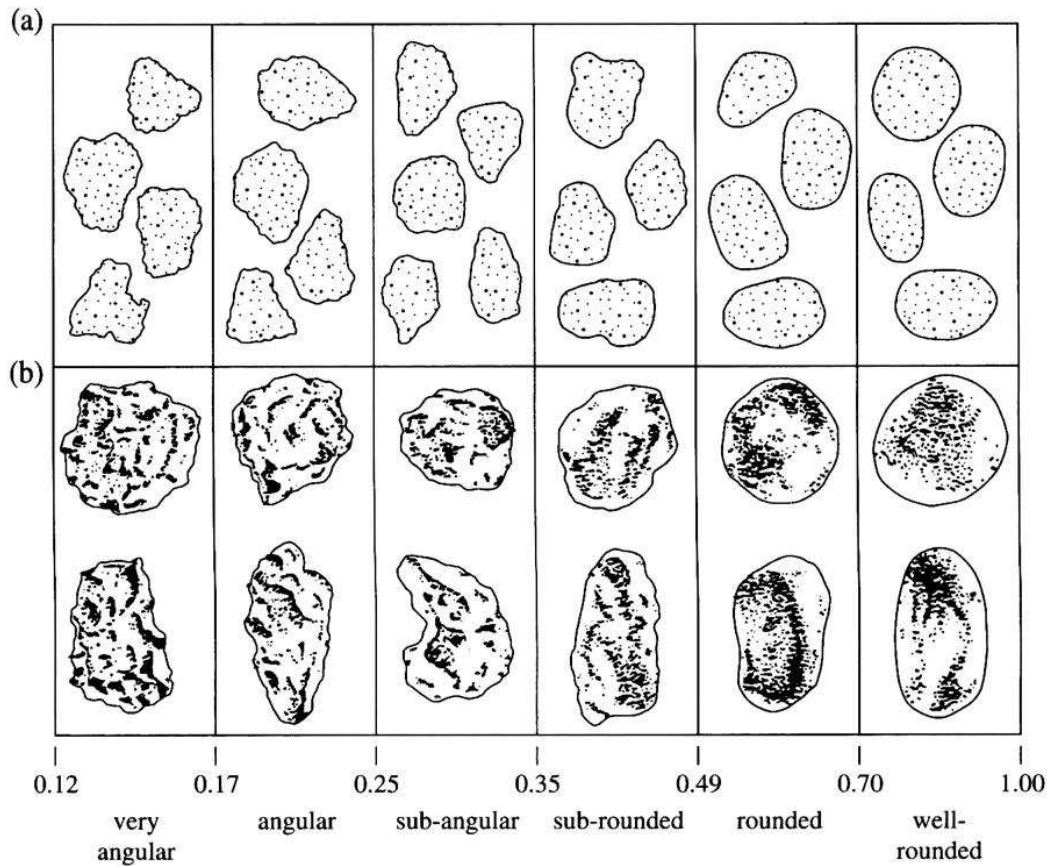 (a)
(b)
0.12 0.17 0.25 0.35 0.49 0.70 1.00
very angular sub-angular sub-rounded rounded well-
angular rounded